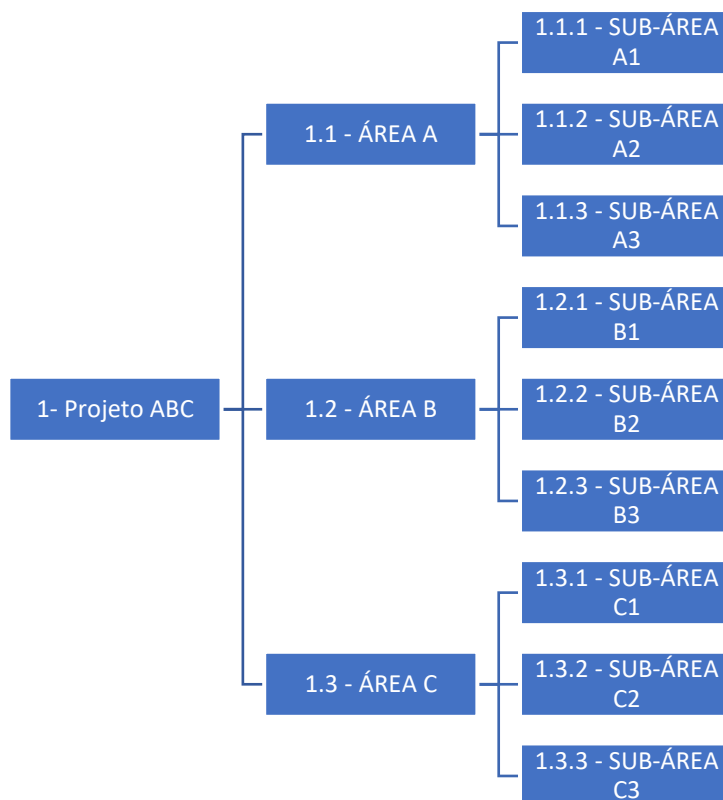 1.1.1 - SUB-ÁREA
A1
1.1 - ÁREA A
1.1.2 - SUB-ÁREA
A2
1.1.3 - SUB-ÁREA
A3
1.2.1 - SUB-ÁREA
B1
1- Projeto ABC
1.2 - ÁREA B
1.2.2 - SUB-ÁREA
B2
1.2.3 - SUB-ÁREA
B3
1.3.1 - SUB-ÁREA
C1
1.3 - ÁREA C
1.3.2 - SUB-ÁREA
C2
1.3.3 - SUB-ÁREA
C3